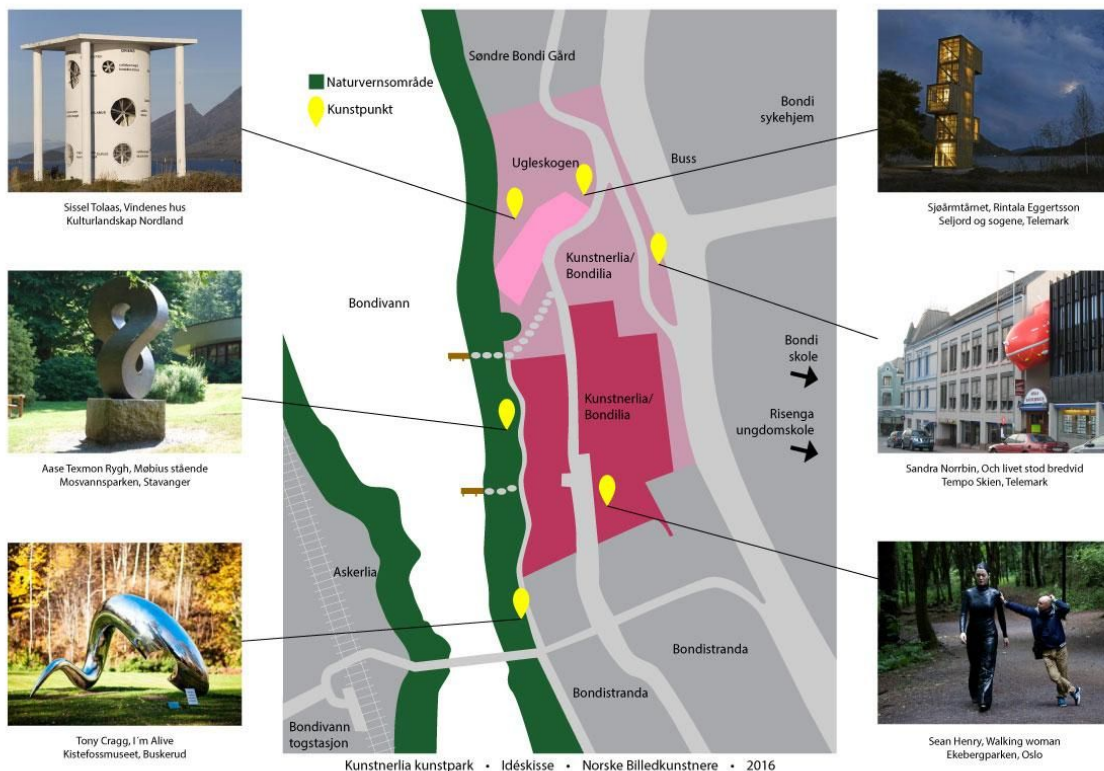 Sissel Tolaas, Vindenes hus
Kulturlandskap Nordland
Aase Texmon Rygh, Møbius stående
Mosvannsparken, Stavanger
Tony Cragg, I´m Alive
Kistefossmuseet, Buskerud
Søndre Bondi Gård
Naturvernsområde
Kunstpunkt
Bondi
sykehjem
Ugleskogen
Buss
Kunstnerlia/
Bondilia
Bondivann
Bondi
skole
Kunstnerlia/
Bondilia
Risenga
ungdomskole
Askerlia
Bondistranda
Bondistranda
Bondivann
togstasjon
Sjøårmtåmet, Rintala Eggertsson
Seljord og sogene, Telemark
Sandra Norrbin, Och livet stod bredvid
Tempo Skien, Telemark
Sean Henry, Walking woman
Ekebergparken, Oslo
Kunstnerlia kunstpark • Idéskisse • Norske Billedkunstnere • 2016